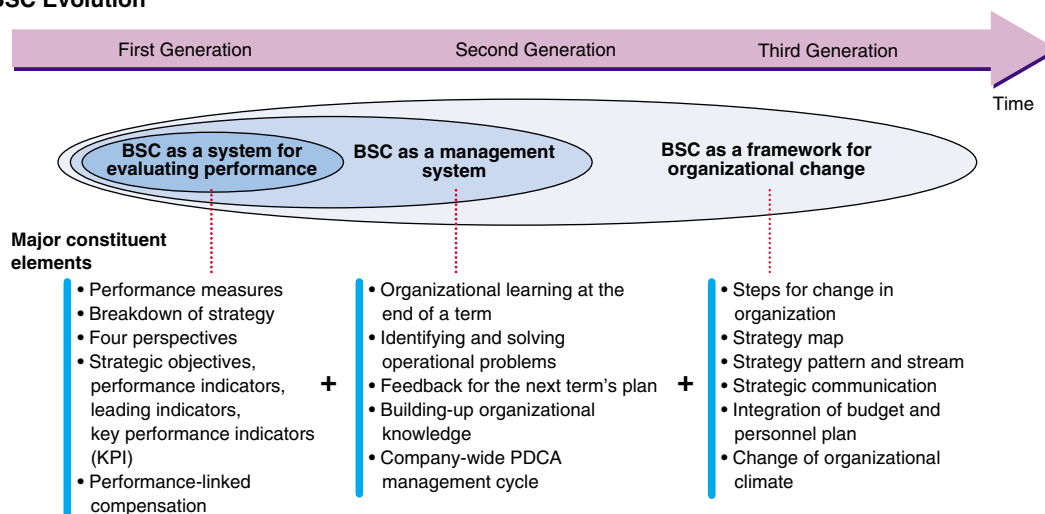 BSC Evolution
First Generation
Second Generation
Third Generation
Time
BSC as a system for
evaluating performance
BSC as a management
system
BSC as a framework for
organizational change
Major constituent
elements
• Performance measures
• Breakdown of strategy
• Four perspectives
• Strategic objectives,
performance indicators,
leading indicators,
key performance indicators
(KPI)
• Performance-linked
compensation
+
• Organizational learning at the
end of a term
• Identifying and solving
operational problems
• Feedback for the next term's plan
• Building-up organizational
knowledge
• Company-wide PDCA
management cycle
+
• Steps for change in
organization
• Strategy map
• Strategy pattern and stream
• Strategic communication
• Integration of budget and
personnel plan
• Change of organizational
climate